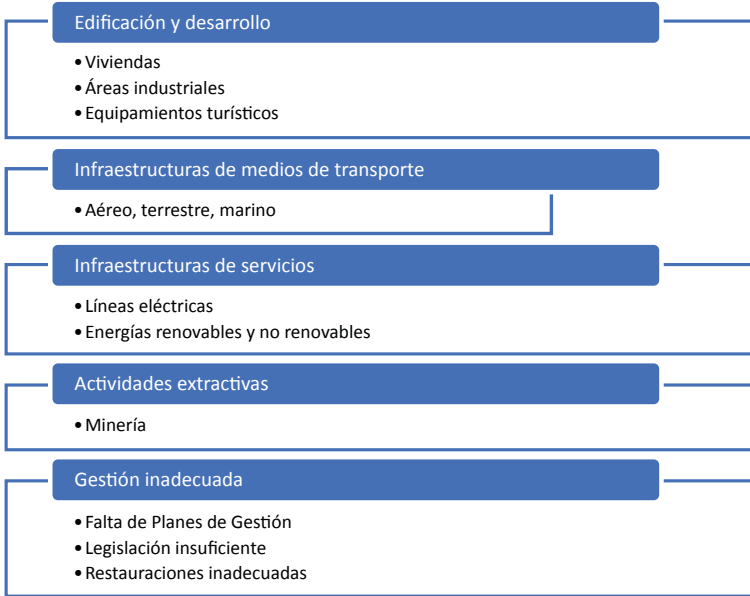 Edificación y desarrollo
• Viviendas
• Áreas industriales
• Equipamientos turísticos
Infraestructuras de medios de transporte
• Aéreo, terrestre, marino
Infraestructuras de servicios
• Líneas eléctricas
• Energías renovables y no renovables
Actividades extractivas
• Minería
Gestión inadecuada
• Falta de Planes de Gestión
• Legislación insuficiente
• Restauraciones inadecuadas